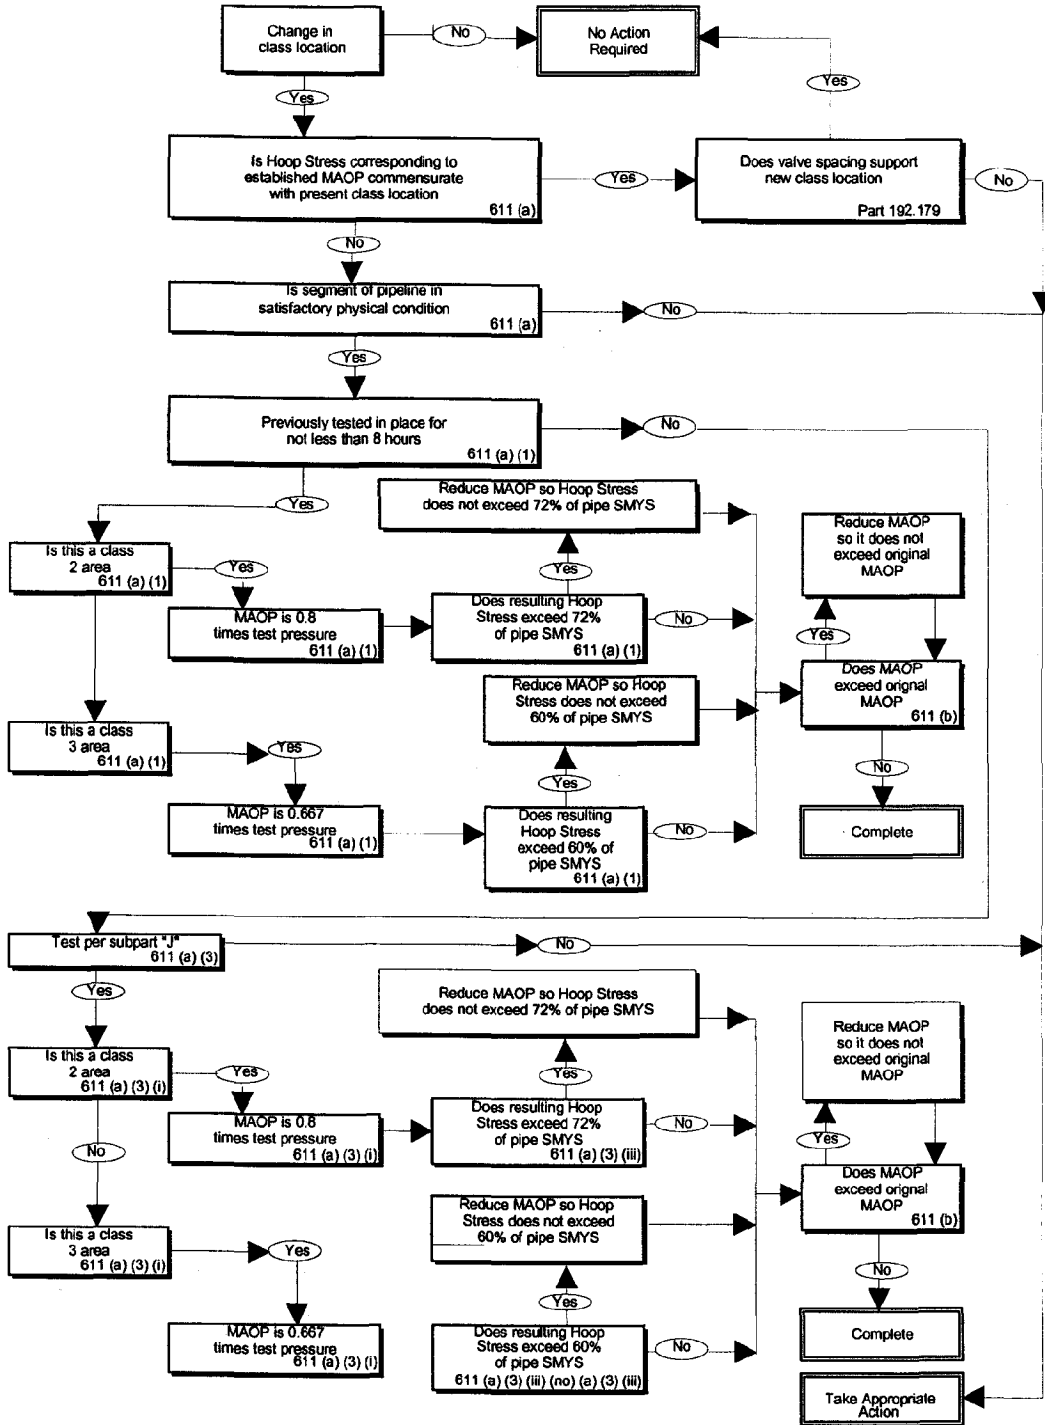 Change in
class location
No
No Action
Required
Yes
Yes
Is Hoop Stress corresponding to
established MAOP commensurate
with present class location
611 (a)
Yes
Does valve spacing support
new class location
Part 192.179
No
No
Is segment of pipeline in
satisfactory physical condition
611 (a)
No
Yes
Previously tested in place for
not less than 8 hours
611 (a) (1)
No
Yes
Reduce MAOP so Hoop Stress
does not exceed 72% of pipe SMYS
Reduce MAOP
so it does not
exceed original
MAOP
Is this a class
2 area
611 (a) (1)
Yes
Yes
MAOP is 0.8
times test pressure
611 (a) (1)
Does resulting Hoop
Stress exceed 72%
of pipe SMYS
611 (a) (1)
No
Yes
Does MAOP
exceed orignal
MAOP
611 (b)
Reduce MAOP so Hoop
Stress does not exceed
60% of pipe SMYS
Is this a class
3 area
611 (a) (1)
Yes
Yes
No
MAOP is 0.667
times test pressure
611 (a) (1)
Does resulting
Hoop Stress
exceed 60% of
pipe SMYS
611 (a) (1)
No
Complete
Test per subpart "J"
611 (a) (3)
No
Yes
Reduce MAOP so Hoop Stress
does not exceed 72% of pipe SMYS
Reduce MAOP
so it does not
exceed original
MAOP
Is this a class
2 area
611 (a) (3) (i)
Yes
Yes
MAOP is 0.8
times test pressure
611 (a) (3) (i)
Does resulting Hoop
Stress exceed 72%
of pipe SMYS
611 (a) (3) (iii)
No
Yes
No
Does MAOP
exceed orignal
MAOP
611 (b)
Reduce MAOP so Hoop
Stress does not exceed
60% of pipe SMYS
Is this a class
3 area
611 (a) (3) (i)
Yes
Yes
No
MAOP is 0.667
times test pressure
611 (a) (3) (i)
Does resulting Hoop
Stress exceed 60%
of pipe SMYS
611 (a) (3) (iii) (no) (a) (3) (iii)
No
Complete
Take Appropriate
Action